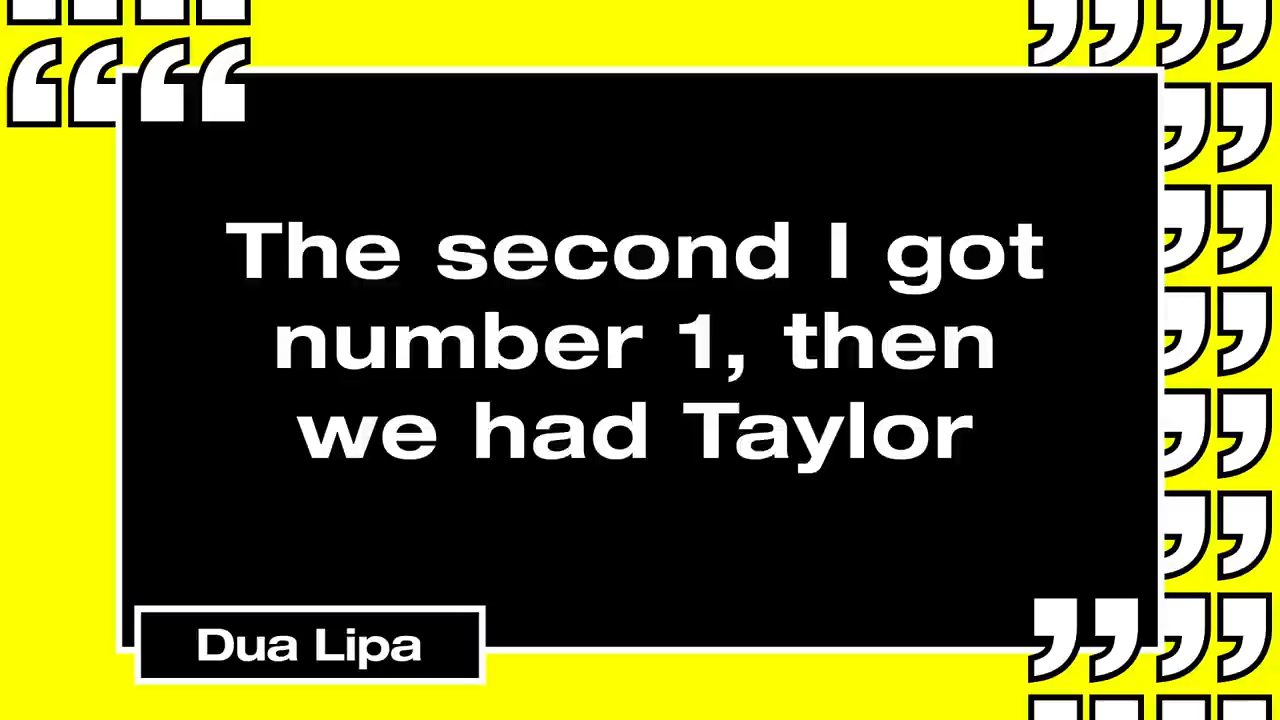 The second I got
number 1, then
we had Taylor
Dua Lipa